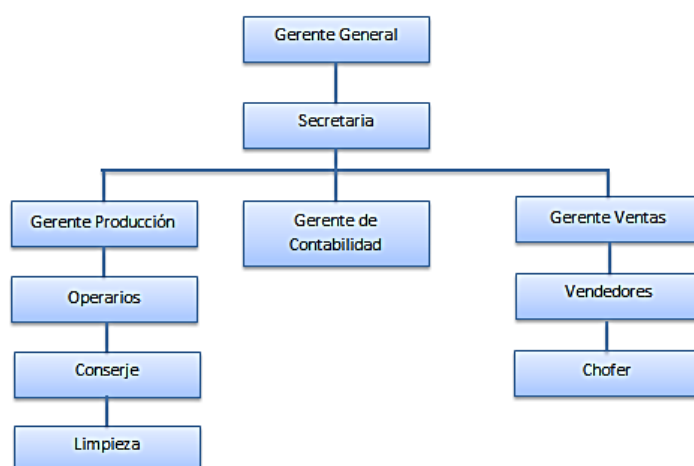 Gerente General
Secretaria
Gerente Producción
Gerente de
Contabilidad
Gerente Ventas
Operarios
Vendedores
Conserje
Chofer
Limpieza